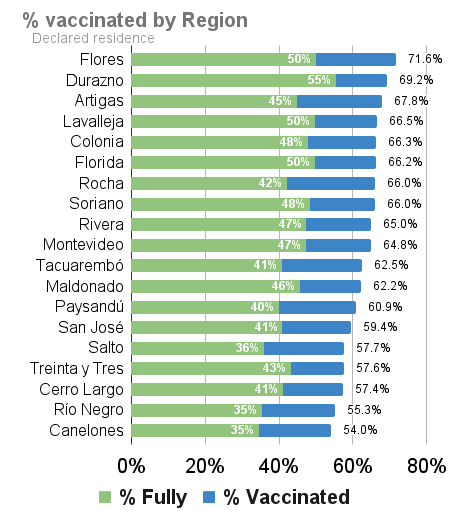 % vaccinated by Region
Declared residence
Flores 50% 71.6%
Durazno 55% 69.2%
Artigas 45% 67.8%
Lavalleja 50% 66.5%
Colonia 48% 66.3%
Florida 50% 66.2%
Rocha 42% 66.0%
Soriano 48% 66.0%
Rivera 47% 65.0%
Montevideo 47% 64.8%
Tacuarembó 41% 62.5%
Maldonado 46% 62.2%
Paysandú 40% 60.9%
San José 41% 59.4%
Salto 36% 57.7%
Treinta y Tres 43% 57.6%
Cerro Largo 41% 57.4%
Río Negro 35% 55.3%
Canelones 35% 54.0%
0% 20% 40% 60% 80%
% Fully % Vaccinated